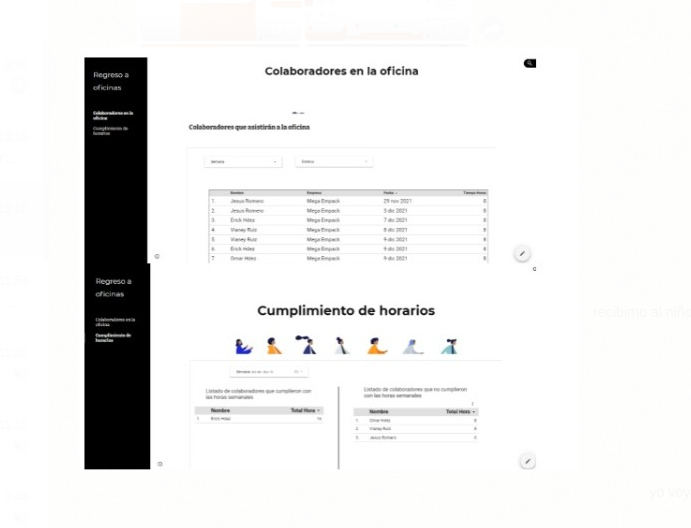 Regreso a
oficinas
Colaboradores en la
oficina
Cumplimiento de
horarios
Colaboradores en la oficina
Colaboradores que asistirán a la oficina
Semana
Nombre Empresa Fecha Tiempo Horas
1. Jesus Romero Mega Empack 29 nov 2021 8
2. Jesus Romero Mega Empack 3 dic 2021 8
3. Erick Hdez Mega Empack 7 dic 2021 8
4. Vianey Ruiz Mega Empack 8 dic 2021 8
5. Vianey Ruiz Mega Empack 9 dic 2021 8
6. Erick Hdez Mega Empack 9 dic 2021 8
7. Omar Hdez Mega Empack 9 dic 2021 8
Regreso a
oficinas
Colaboradores en la
oficina
Cumplimiento de
horarios
Cumplimiento de horarios
Semana
Listado de colaboradores que cumplieron con
las horas semanales
Nombre Total Hora
1. Erick Hdez 16
Listado de colaboradores que no cumplieron
con las horas semanales
Nombre Total Hora
1. Omar Hdez 8
2. Vianey Ruiz 8
3. Jesus Romero
recibimo al niño
yo voy